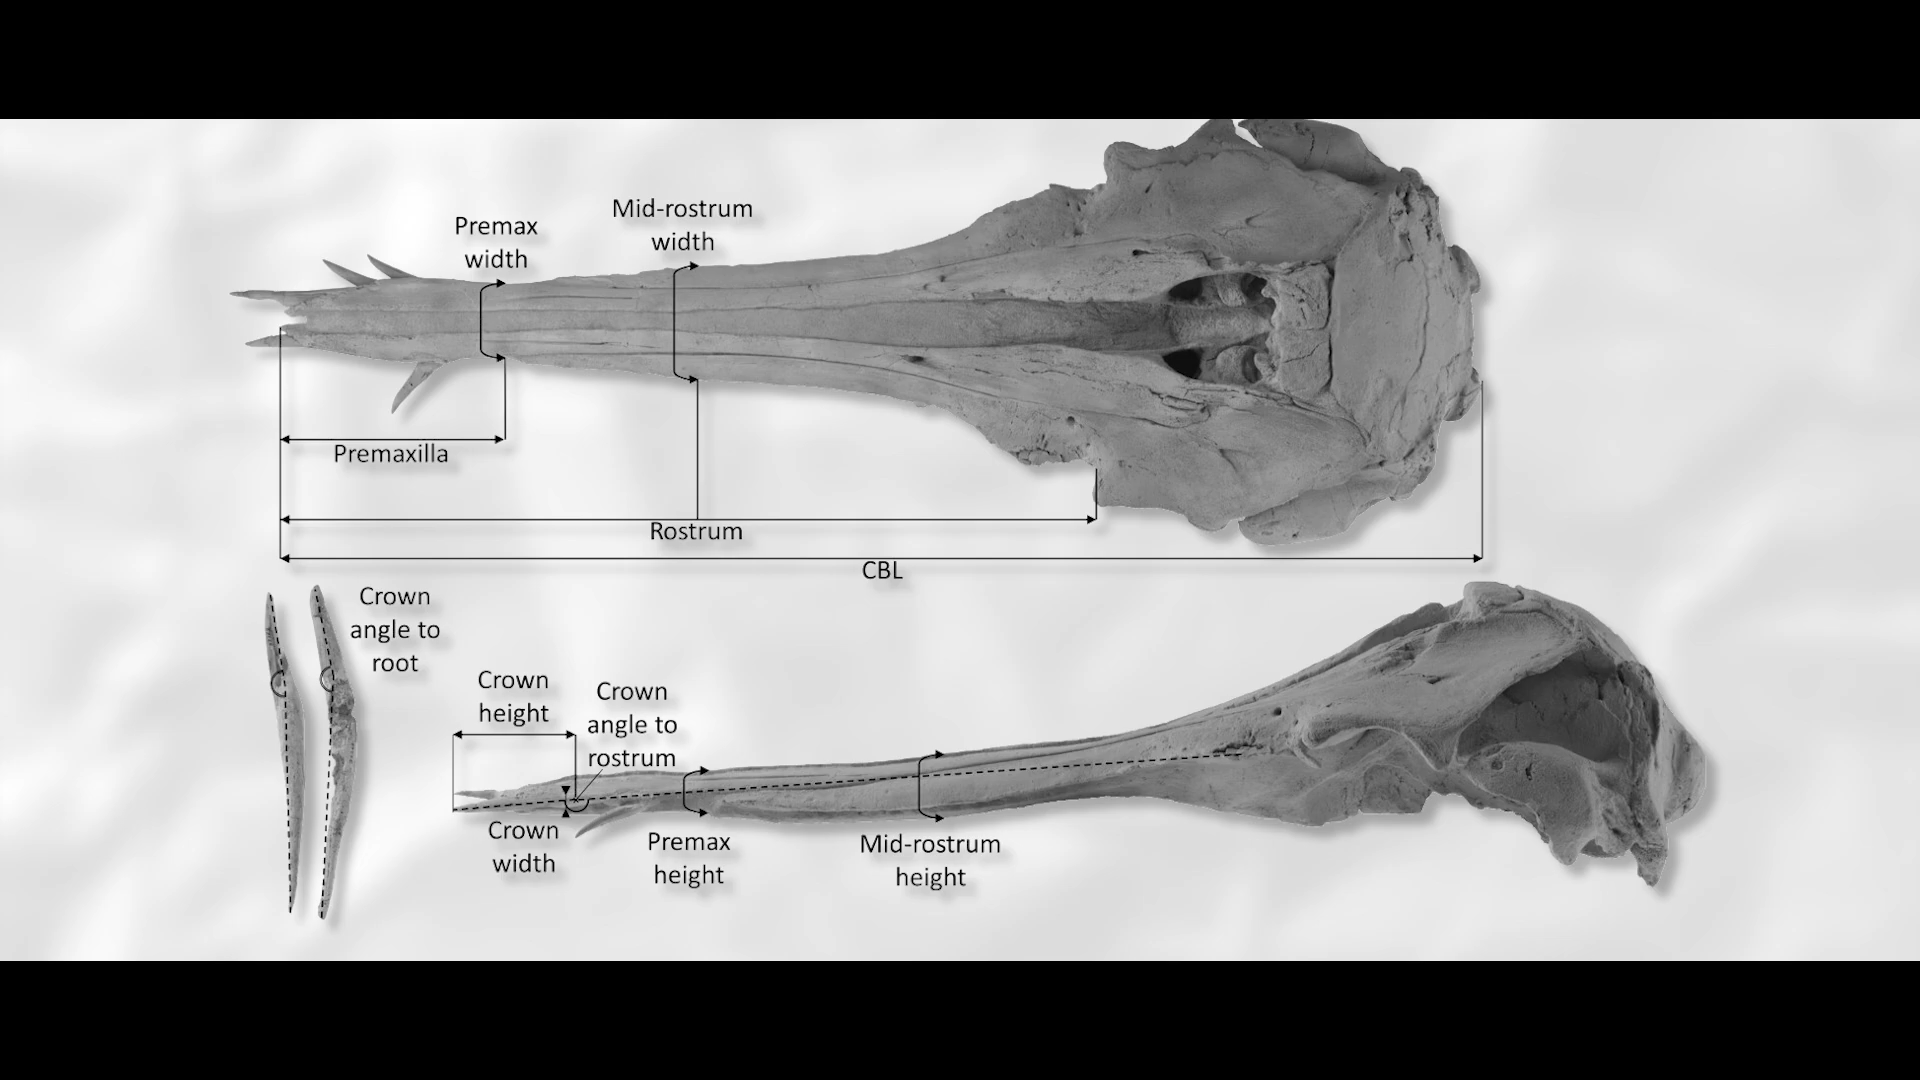 Premax
width
Mid-rostrum
width
Premaxilla
Rostrum
CBL
Crown
angle to
root
Crown
height
Crown
angle to
rostrum
Crown
width
Premax
height
Mid-rostrum
height